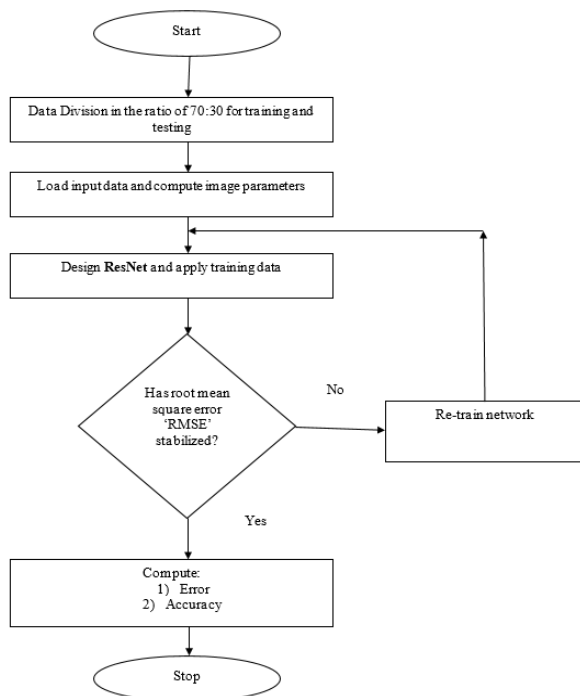 Start
Data Division in the ratio of 70:30 for training and
testing
Load input data and compute image parameters
Design ResNet and apply training data
Has root mean
square error
‘RMSE’
stabilized?
No
Re-train network
Yes
Compute:
1) Error
2) Accuracy
Stop